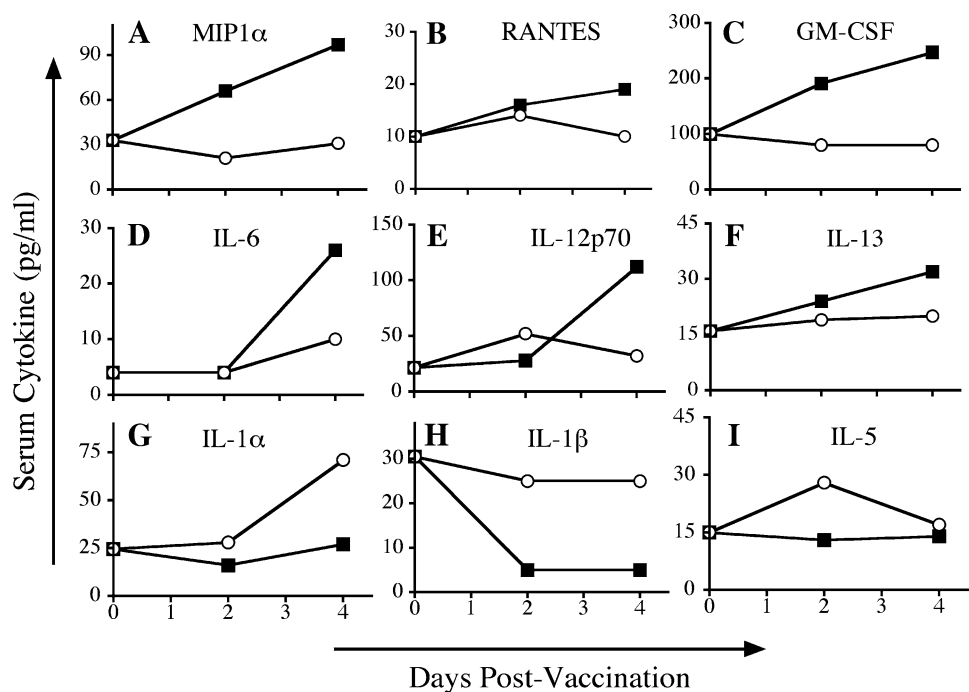 A MIP1α
90
60
30
0
B RANTES
30
20
10
0
C GM-CSF
300
200
100
0
D IL-6
30
20
10
0
E IL-12p70
150
100
50
0
F IL-13
45
30
15
0
G IL-1α
75
50
25
0
0 1 2 3 4
H IL-1β
30
20
10
0
0 1 2 3 4
I IL-5
45
30
15
0
0 1 2 3 4
Serum Cytokine (pg/ml)
Days Post-Vaccination